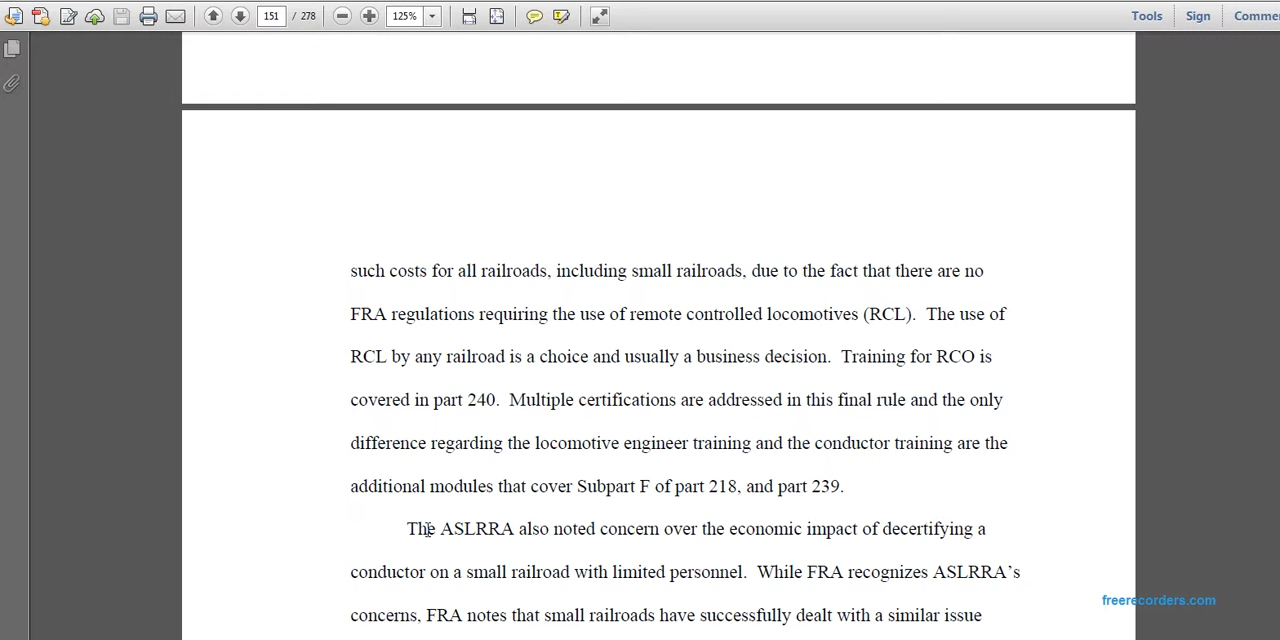 151 / 278 125% Tools Sign Comme
such costs for all railroads, including small railroads, due to the fact that there are no
FRA regulations requiring the use of remote controlled locomotives (RCL).  The use of
RCL by any railroad is a choice and usually a business decision.  Training for RCO is
covered in part 240.  Multiple certifications are addressed in this final rule and the only
difference regarding the locomotive engineer training and the conductor training are the
additional modules that cover Subpart F of part 218, and part 239.
The ASLRRA also noted concern over the economic impact of decertifying a
conductor on a small railroad with limited personnel.  While FRA recognizes ASLRRA’s
freerecorders.com
concerns, FRA notes that small railroads have successfully dealt with a similar issue